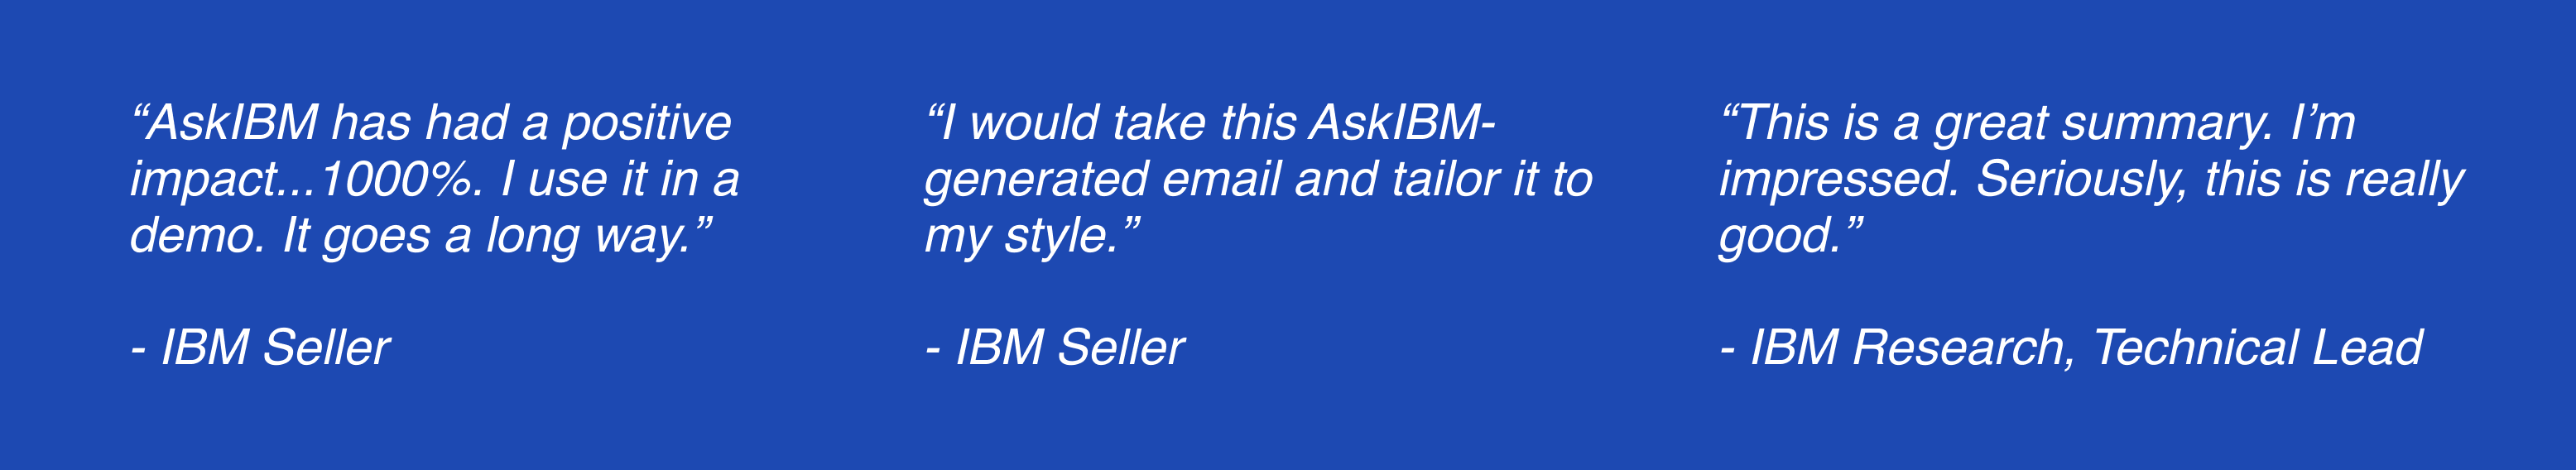 “AskIBM has had a positive
impact...1000%. I use it in a
demo. It goes a long way.”
- IBM Seller
“I would take this AskIBM-
generated email and tailor it to
my style.”
- IBM Seller
“This is a great summary. I’m
impressed. Seriously, this is really
good.”
- IBM Research, Technical Lead